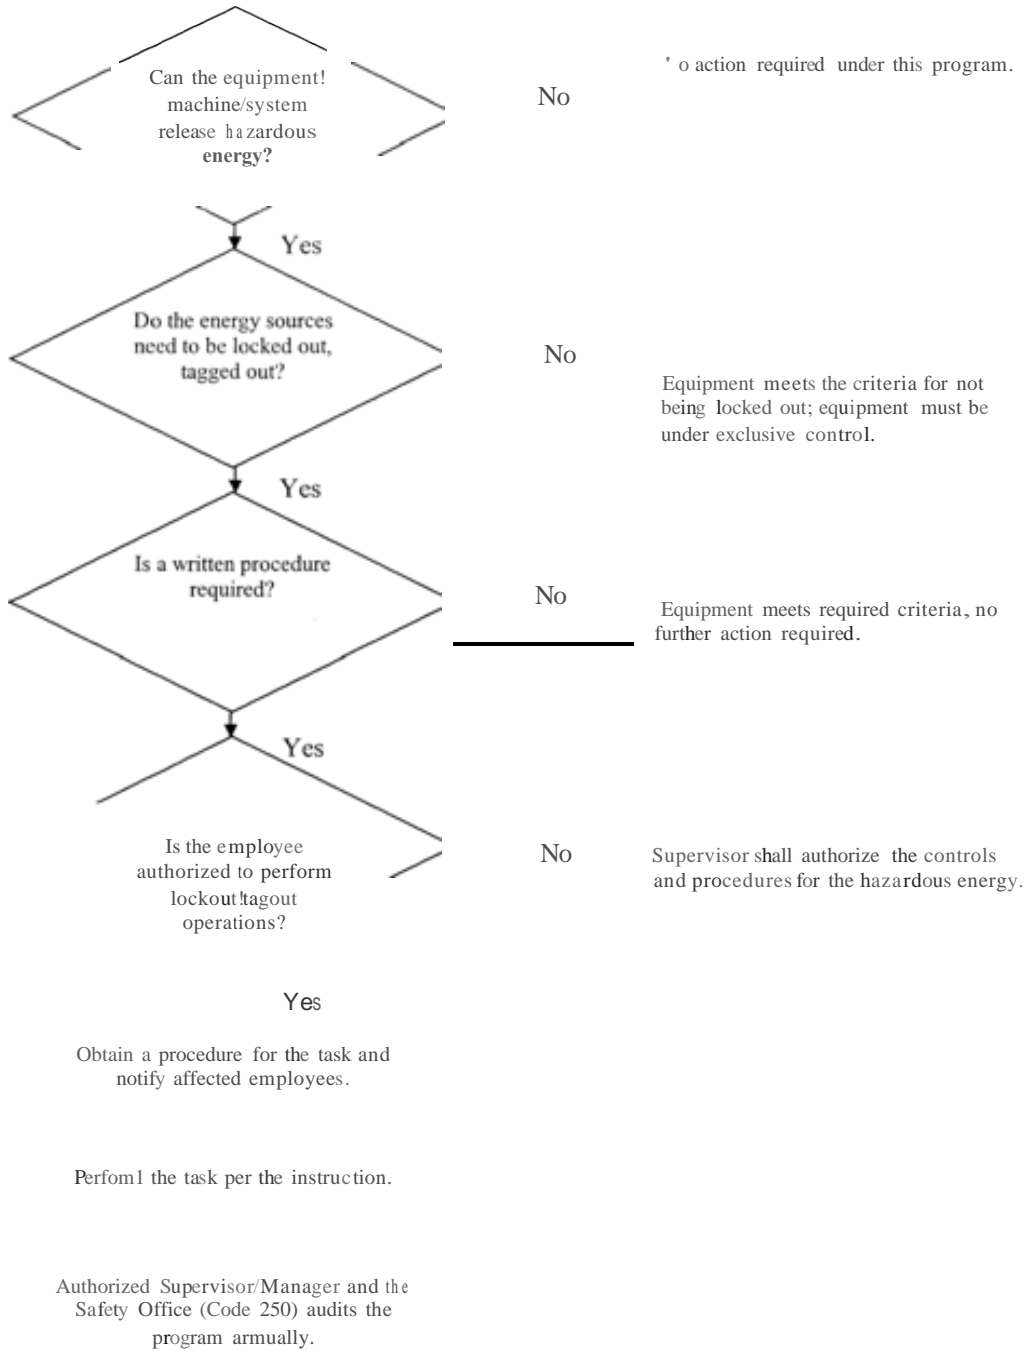 Can the equipment!
machine/system
release hazardous
energy?
No
' o action required under this program.
Yes
Do the energy sources
need to be locked out,
tagged out?
No
Equipment meets the criteria for not
being locked out; equipment must be
under exclusive control.
Yes
Is a written procedure
required?
No
Equipment meets required criteria, no
further action required.
Yes
Is the employee
authorized to perform
lockout!tagout
operations?
No
Supervisor shall authorize the controls
and procedures for the hazardous energy.
Yes
Obtain a procedure for the task and
notify affected employees.
Perfom1 the task per the instruction.
Authorized Supervisor/Manager and the
Safety Office (Code 250) audits the
program armually.